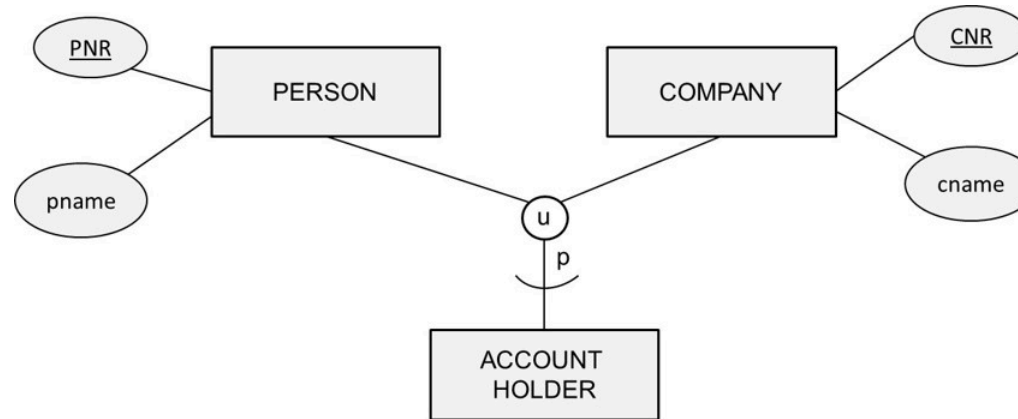 PNR
CNR
PERSON
COMPANY
pname
cname
u
p
ACCOUNT
HOLDER